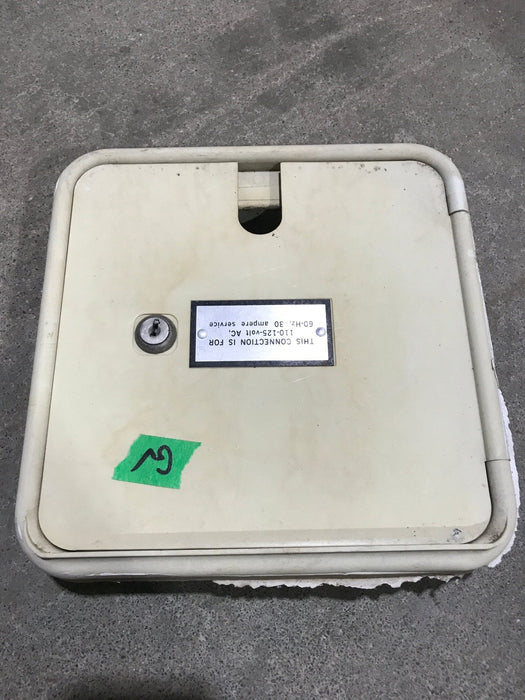 THIS CONNECTION IS FOR
110-125-volt AC,
60-Hz, 30 ampere service